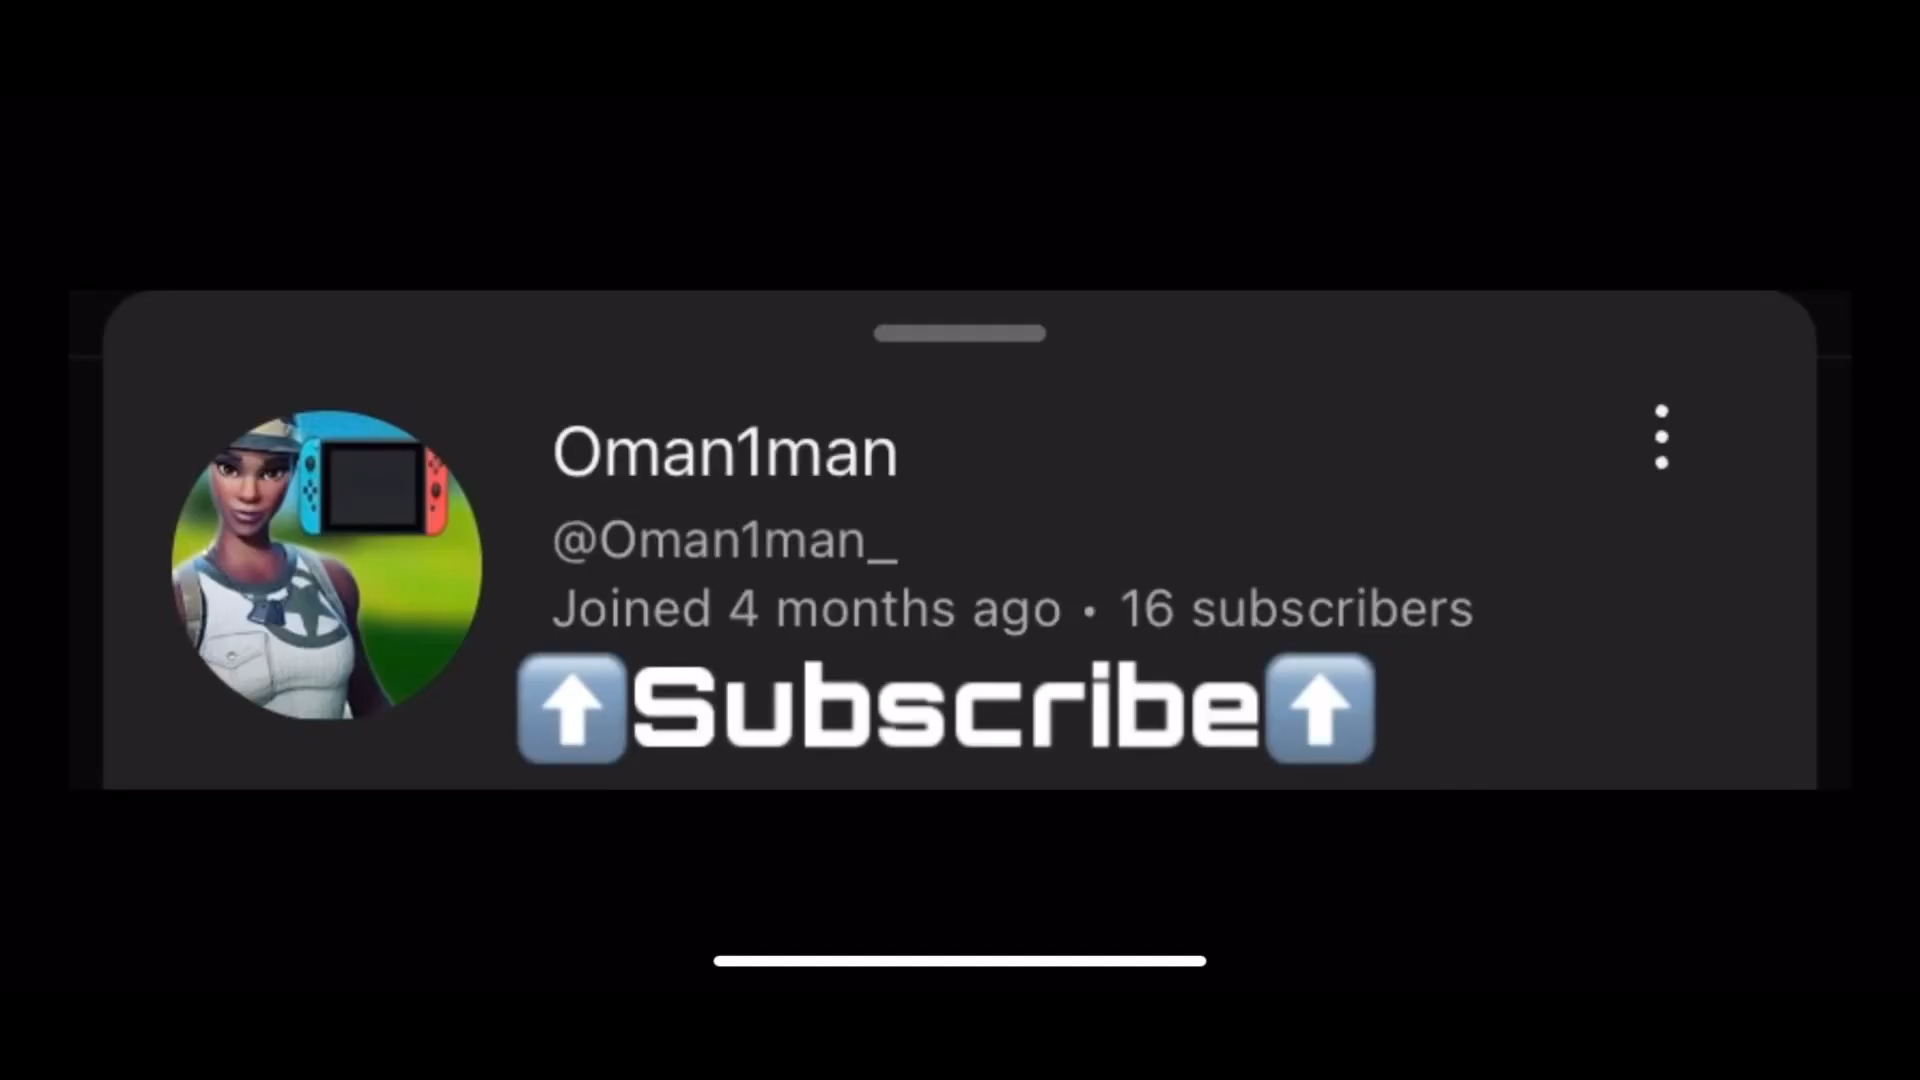 Oman1man
@Oman1man_
Joined 4 months ago • 16 subscribers
⬆️Subscribe⬆️